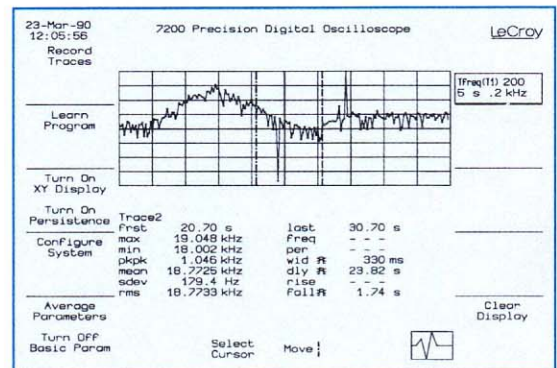 23-Mar-90
12:05:56
7200 Precision Digital Oscilloscope
LeCroy
Record
Traces
Tfreq(T1) 200
5 s .2 kHz
Learn
Program
Turn On
XY Display
Turn On
Persistence
Configure
System
Average
Parameters
Turn Off
Basic Param
Trace2
frst 20.70 s last 30.70 s
max 19.048 kHz freq - - -
min 18.002 kHz per - - -
pkpk 1.046 kHz wid 330 ms
mean 18.7725 kHz dly 23.82 s
sdev 179.4 Hz rise - - -
rms 18.7733 kHz fall 1.74 s
Clear
Display
Select
Cursor
Move